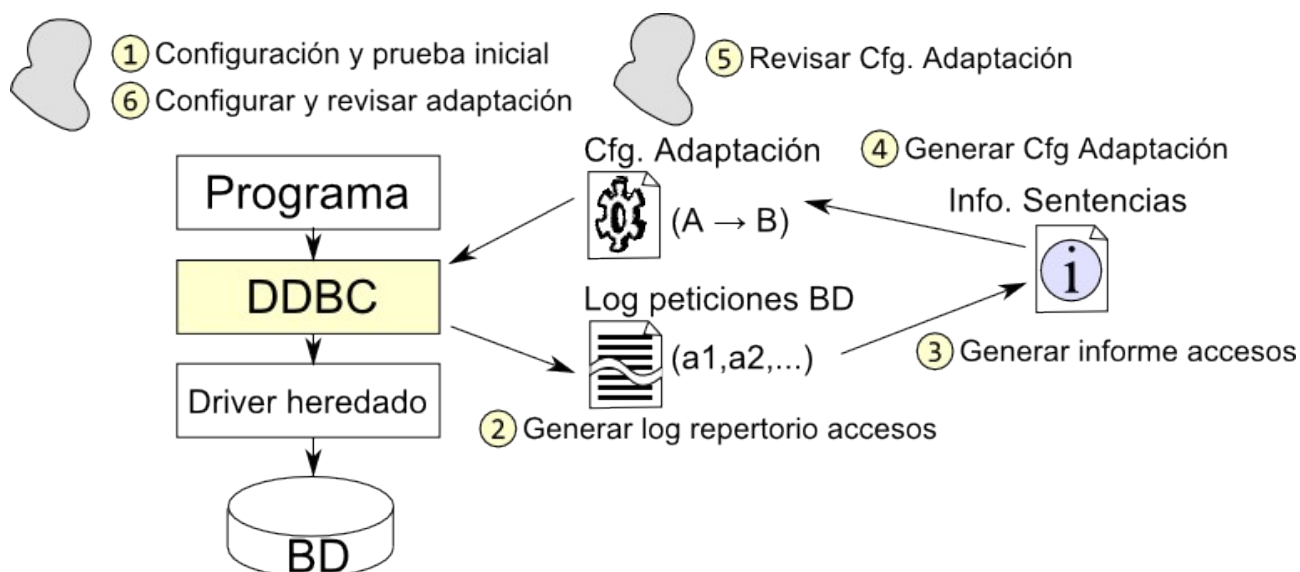 1 Configuración y prueba inicial
6 Configurar y revisar adaptación
5 Revisar Cfg. Adaptación
Cfg. Adaptación
4 Generar Cfg Adaptación
Programa
(A → B)
Info. Sentencias
DDBC
i
Log peticiones BD
(a1,a2,...)
3 Generar informe accesos
Driver heredado
2 Generar log repertorio accesos
BD